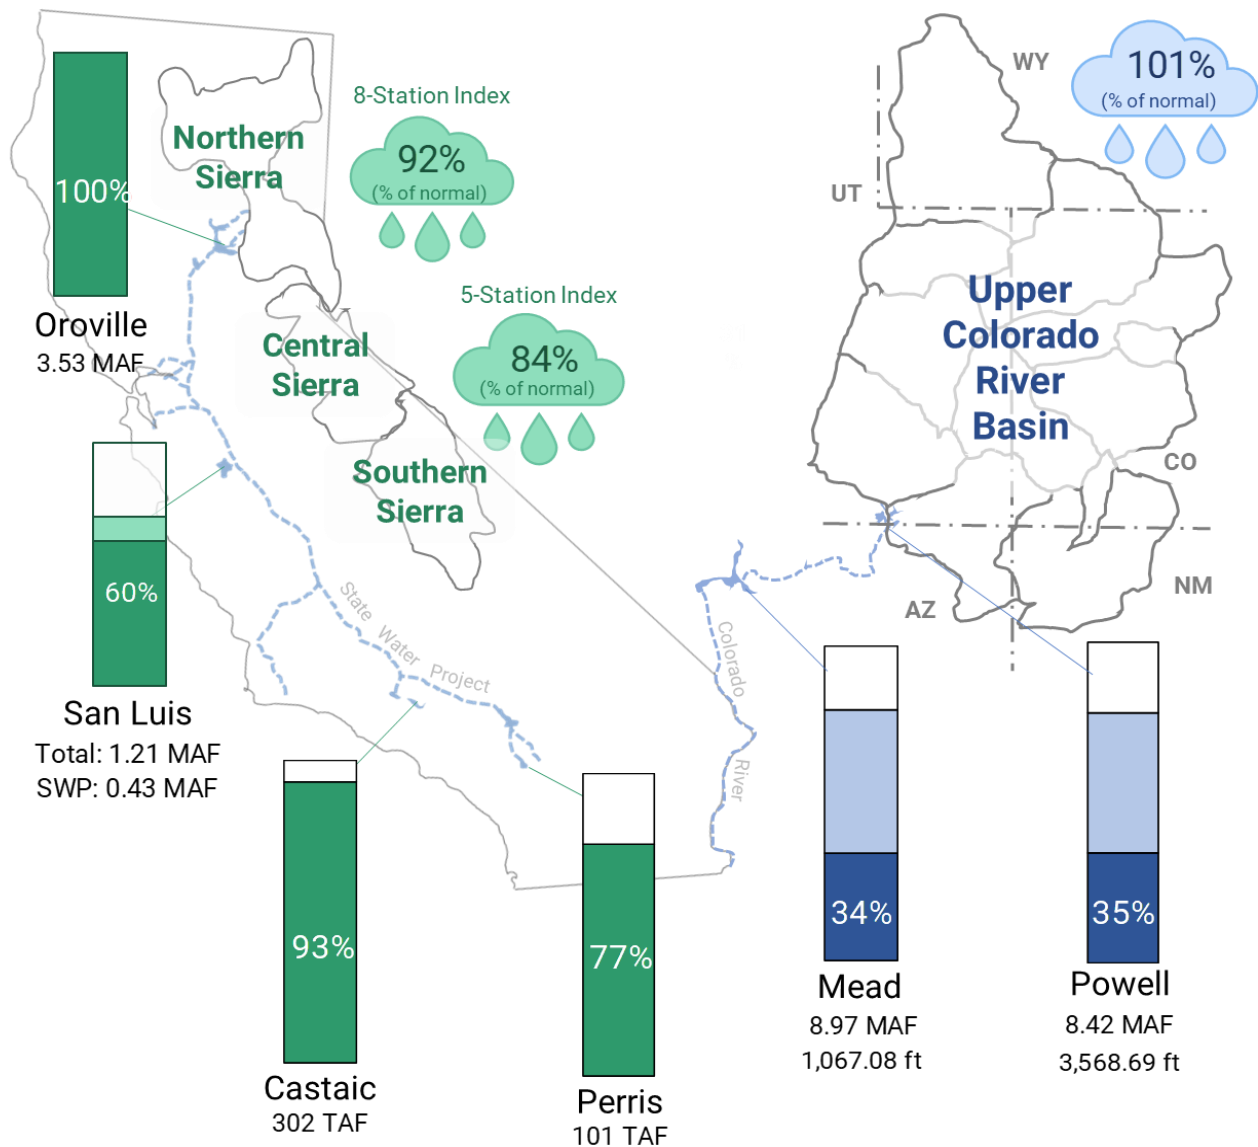 WY
101%
(% of normal)
8-Station Index
Northern
Sierra
92%
(% of normal)
100%
UT
Oroville
3.53 MAF
5-Station Index
Central
Sierra
84%
(% of normal)
Upper
Colorado
River
Basin
Southern
Sierra
CO
60%
NM
AZ
State Water Project
Colorado River
San Luis
Total: 1.21 MAF
SWP: 0.43 MAF
93%
Castaic
302 TAF
77%
Perris
101 TAF
34%
Mead
8.97 MAF
1,067.08 ft
35%
Powell
8.42 MAF
3,568.69 ft